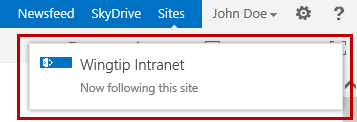 Newsfeed SkyDrive Sites John Doe ?
Wingtip Intranet
Now following this site